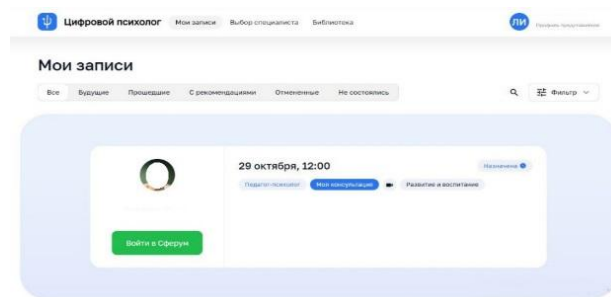 Цифровой психолог Мои записи Выбор специалиста Библиотека ЛИ
Мои записи
Все Будущие Прошедшие С рекомендациями Отмененные Не состоялись Фильтр
29 октября, 12:00 Назначена
Педагог-психолог Моя консультация Развитие и воспитание
Войти в Сферум